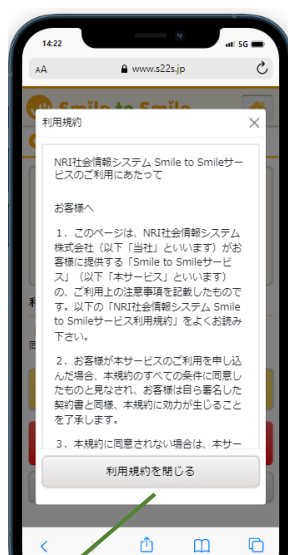 14:22
5G
AA
www.s22s.jp
Smile to Smile
利用規約
NRI社会情報システム Smile to Smileサー
ビスのご利用にあたって
お客様へ
1．このページは、NRI社会情報システム
株式会社（以下「当社」といいます）がお
客様に提供する「Smile to Smileサービ
ス」（以下「本サービス」といいます）
の、ご利用上の注意事項を記載したもので
す。以下の「NRI社会情報システム Smile
to Smileサービス利用規約」をよくお読み
下さい。
2．お客様が本サービスのご利用を申し込
んだ場合、本規約のすべての条件に同意し
たものと見なされ、お客様は自ら署名した
契約書と同様、本規約に効力が生じること
を了承します。
3．本規約に同意されない場合は、本サー
利用規約を閉じる